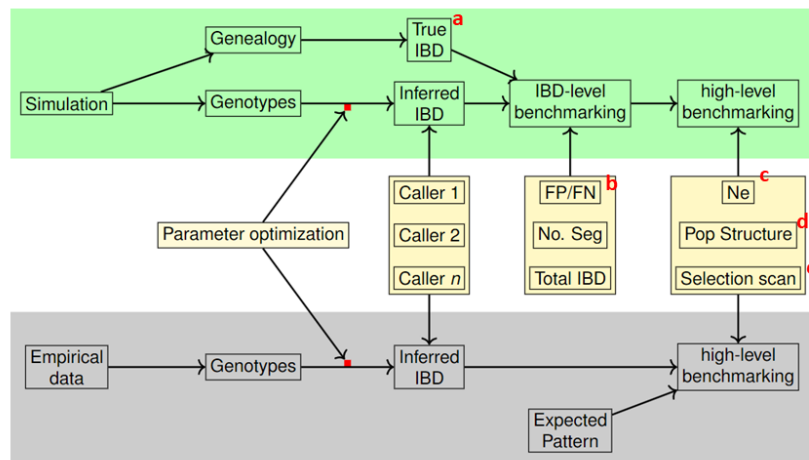 a
True
IBD
Genealogy
Simulation
Genotypes
Inferred
IBD
IBD-level
benchmarking
high-level
benchmarking
Caller 1
Caller 2
Caller n
FP/FN
b
No. Seg
Total IBD
c
Ne
d
Pop Structure
Selection scan
Parameter optimization
Empirical
data
Genotypes
Inferred
IBD
high-level
benchmarking
Expected
Pattern